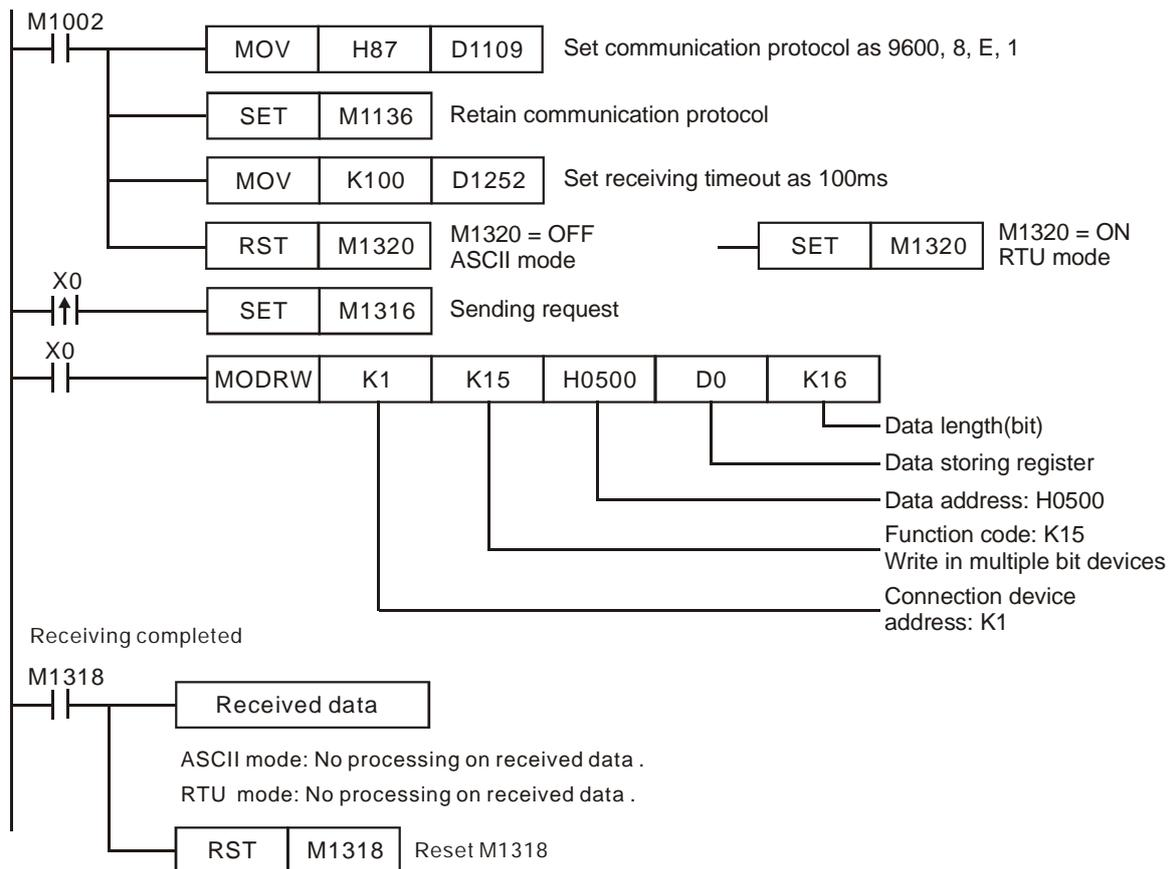 M1002
MOV H87 D1109 Set communication protocol as 9600, 8, E, 1
SET M1136 Retain communication protocol
MOV K100 D1252 Set receiving timeout as 100ms
RST M1320 M1320 = OFF
ASCII mode
SET M1320 M1320 = ON
RTU mode
X0
SET M1316 Sending request
X0
MODRW K1 K15 H0500 D0 K16
Data length(bit)
Data storing register
Data address: H0500
Function code: K15
Write in multiple bit devices
Connection device
address: K1
Receiving completed
M1318
Received data
ASCII mode: No processing on received data .
RTU mode: No processing on received data .
RST M1318 Reset M1318